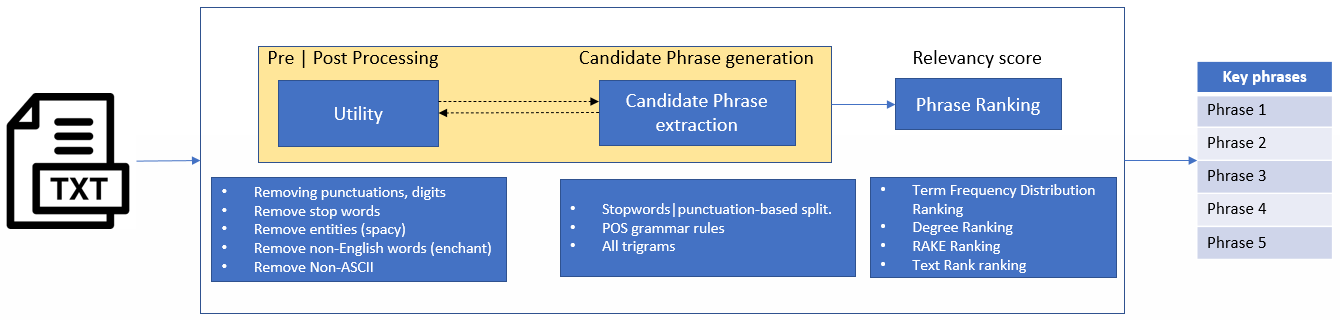 TXT
Pre | Post Processing
Candidate Phrase generation
Relevancy score
Utility
Candidate Phrase
extraction
Phrase Ranking
• Removing punctuations, digits
• Remove stop words
• Remove entities (spacy)
• Remove non-English words (enchant)
• Remove Non-ASCII
• Stopwords|punctuation-based split.
• POS grammar rules
• All trigrams
• Term Frequency Distribution
Ranking
• Degree Ranking
• RAKE Ranking
• Text Rank ranking
Key phrases
Phrase 1
Phrase 2
Phrase 3
Phrase 4
Phrase 5